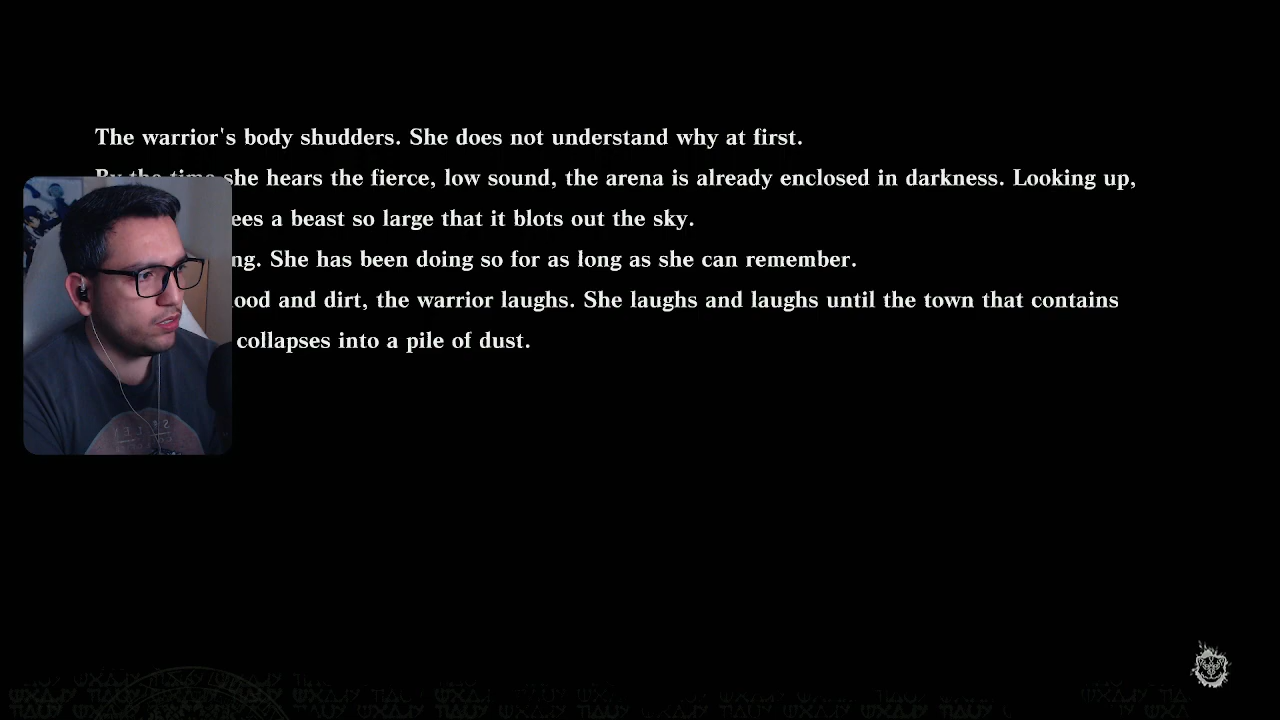 The warrior's body shudders. She does not understand why at first.
By the time she hears the fierce, low sound, the arena is already enclosed in darkness. Looking up,
a beast so large that it blots out the sky.
She has been doing so for as long as she can remember.
and dirt, the warrior laughs. She laughs and laughs until the town that contains
collapses into a pile of dust.